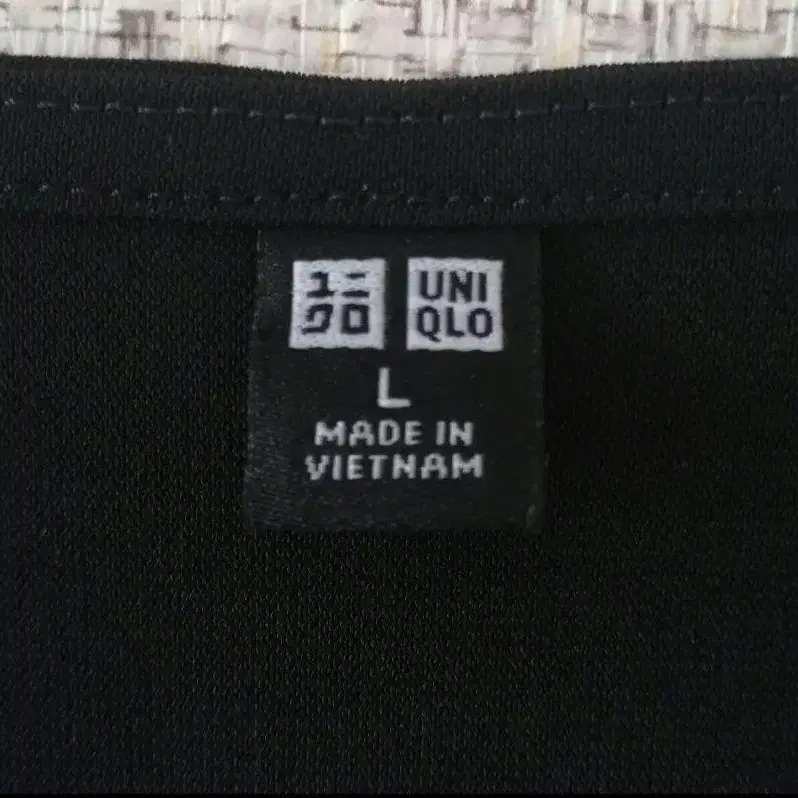 ユニ UNI
クロ QLO
L
MADE IN
VIETNAM